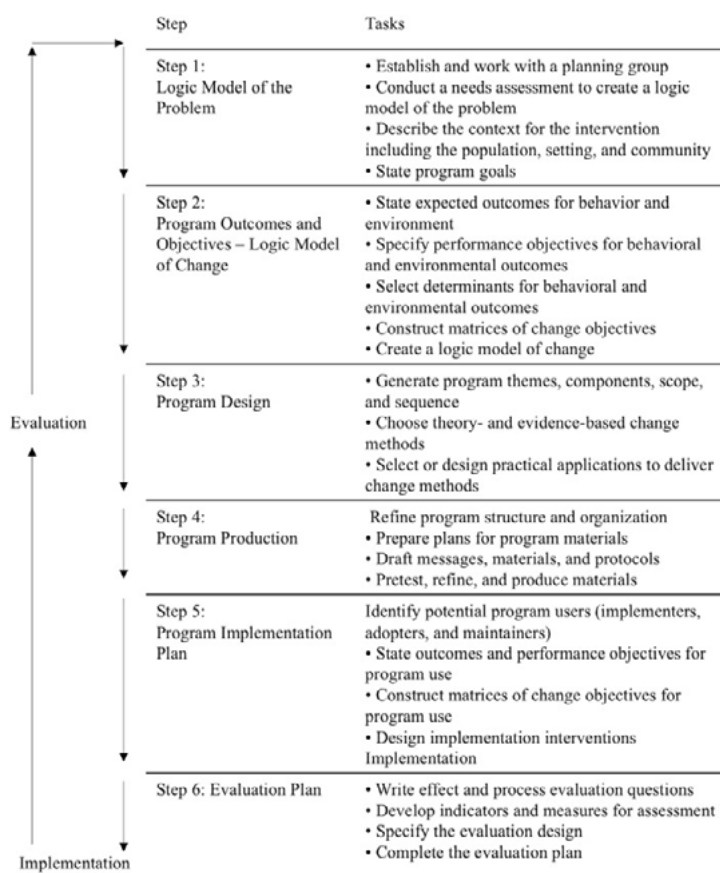 Step Tasks
Step 1:
Logic Model of the
Problem
• Establish and work with a planning group
• Conduct a needs assessment to create a logic
model of the problem
• Describe the context for the intervention
including the population, setting, and community
• State program goals
Step 2:
Program Outcomes and
Objectives – Logic Model
of Change
• State expected outcomes for behavior and
environment
• Specify performance objectives for behavioral
and environmental outcomes
• Select determinants for behavioral and
environmental outcomes
• Construct matrices of change objectives
• Create a logic model of change
Step 3:
Program Design
• Generate program themes, components, scope,
and sequence
• Choose theory- and evidence-based change
methods
• Select or design practical applications to deliver
change methods
Evaluation
Step 4:
Program Production
Refine program structure and organization
• Prepare plans for program materials
• Draft messages, materials, and protocols
• Pretest, refine, and produce materials
Step 5:
Program Implementation
Plan
Identify potential program users (implementers,
adopters, and maintainers)
• State outcomes and performance objectives for
program use
• Construct matrices of change objectives for
program use
• Design implementation interventions
Implementation
Step 6: Evaluation Plan
• Write effect and process evaluation questions
• Develop indicators and measures for assessment
• Specify the evaluation design
• Complete the evaluation plan
Implementation